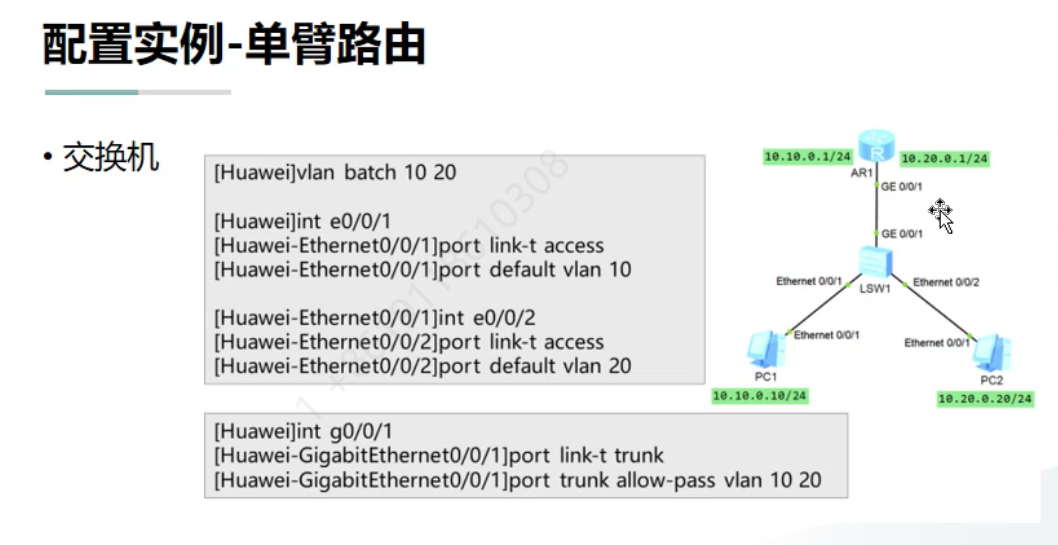 配置实例-单臂路由
• 交换机
[Huawei]vlan batch 10 20
[Huawei]int e0/0/1
[Huawei-Ethernet0/0/1]port link-t access
[Huawei-Ethernet0/0/1]port default vlan 10
[Huawei-Ethernet0/0/1]int e0/0/2
[Huawei-Ethernet0/0/2]port link-t access
[Huawei-Ethernet0/0/2]port default vlan 20
[Huawei]int g0/0/1
[Huawei-GigabitEthernet0/0/1]port link-t trunk
[Huawei-GigabitEthernet0/0/1]port trunk allow-pass vlan 10 20
10.10.0.1/24
R
10.20.0.1/24
AR1
GE 0/0/1
GE 0/0/1
Ethernet 0/0/1
LSW1
Ethernet 0/0/2
Ethernet 0/0/1
Ethernet 0/0/1
PC1
PC2
10.10.0.10/24
10.20.0.20/24